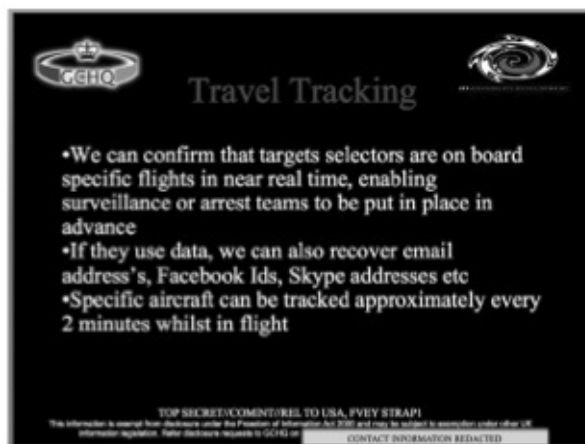 GCHQ
Travel Tracking
•We can confirm that targets selectors are on board
specific flights in near real time, enabling
surveillance or arrest teams to be put in place in
advance
•If they use data, we can also recover email
address's, Facebook Ids, Skype addresses etc
•Specific aircraft can be tracked approximately every
2 minutes whilst in flight
TOP SECRET//COMINT//REL TO USA, FVEY STRAP1
This information is exempt from disclosure under the Freedom of Information Act 2000 and may be subject to exemption under other UK
information legislation. Refer disclosure requests to GCHQ on
CONTACT INFORMATION REDACTED